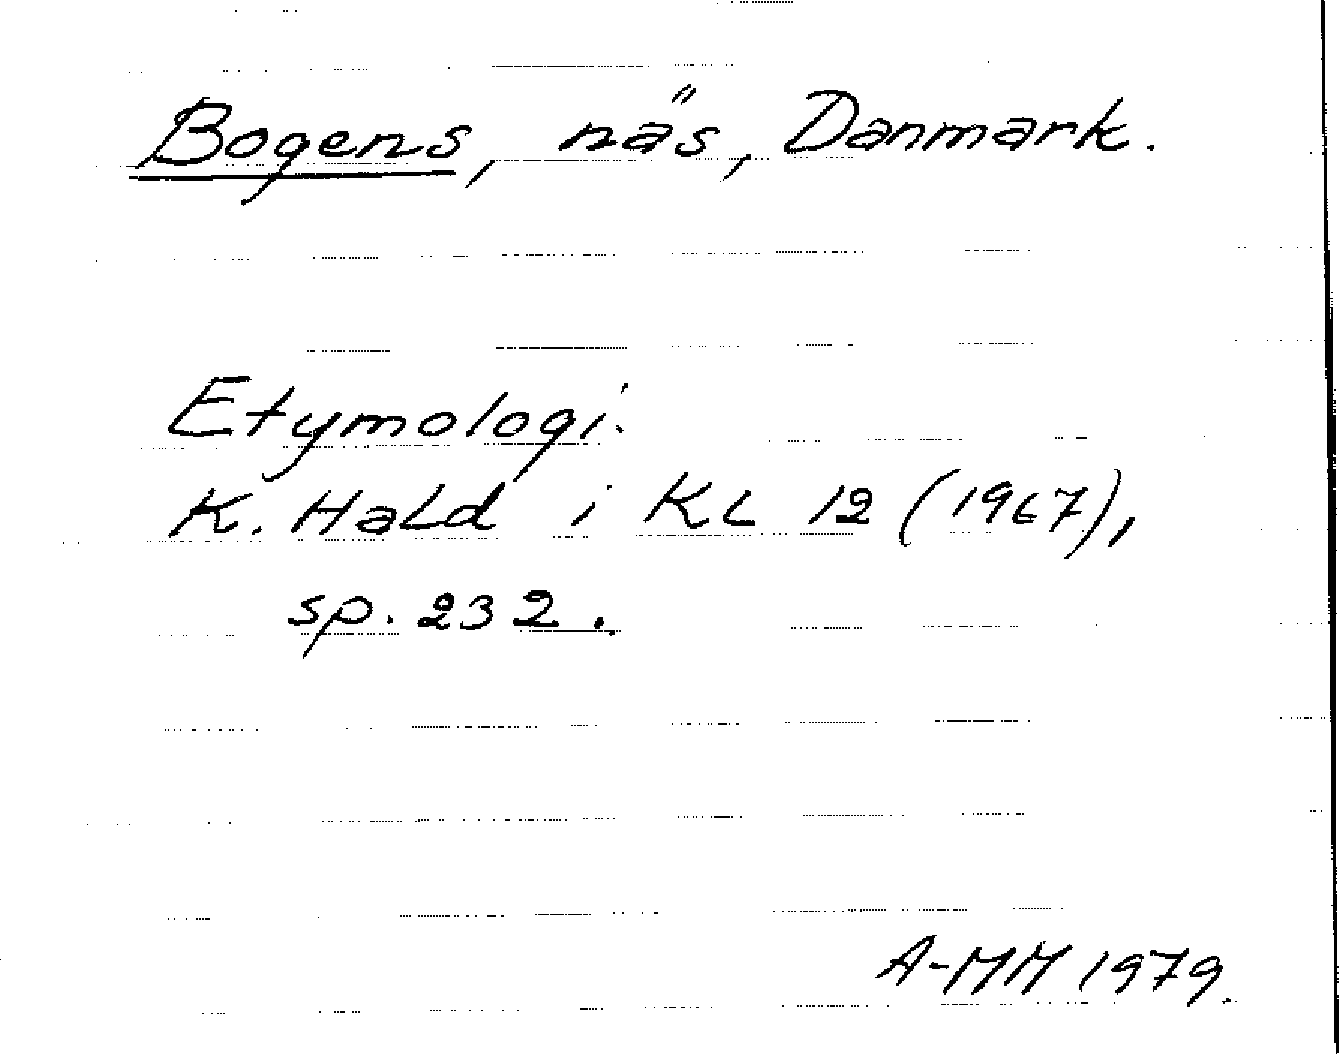 Bogens, näs, Danmark.
Etymologi.
K. Hald i KL 12 (1967),
sp. 232.
A-MM 1979.